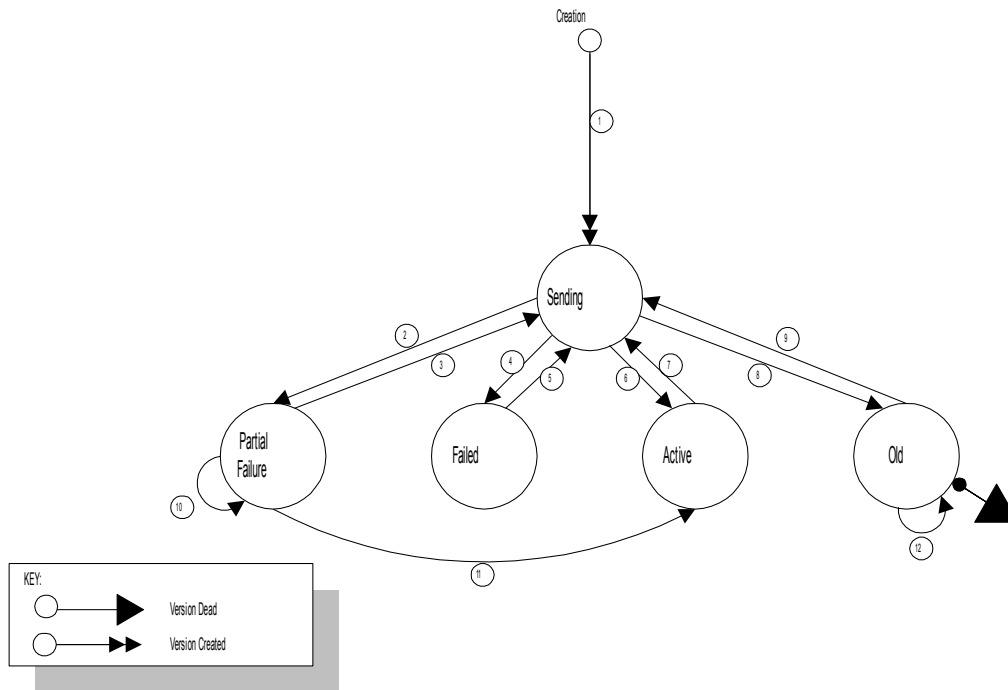 Creation
1
Sending
2
3
4
5
6
7
8
9
Partial
Failure
Failed
Active
Old
10
11
12
KEY:
Version Dead
Version Created